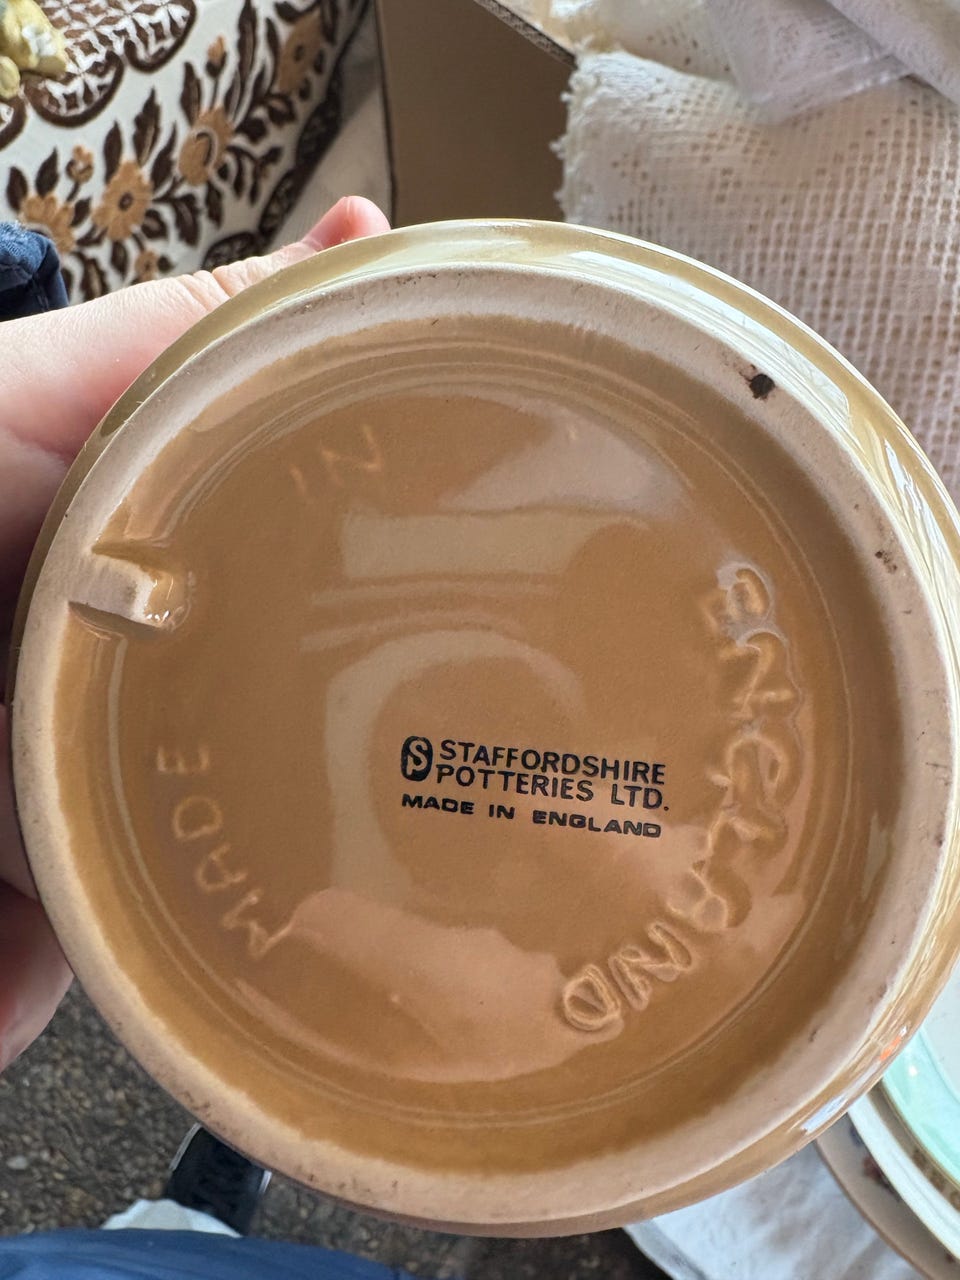 MADE IN ENGLAND
S STAFFORDSHIRE
POTTERIES LTD.
MADE IN ENGLAND